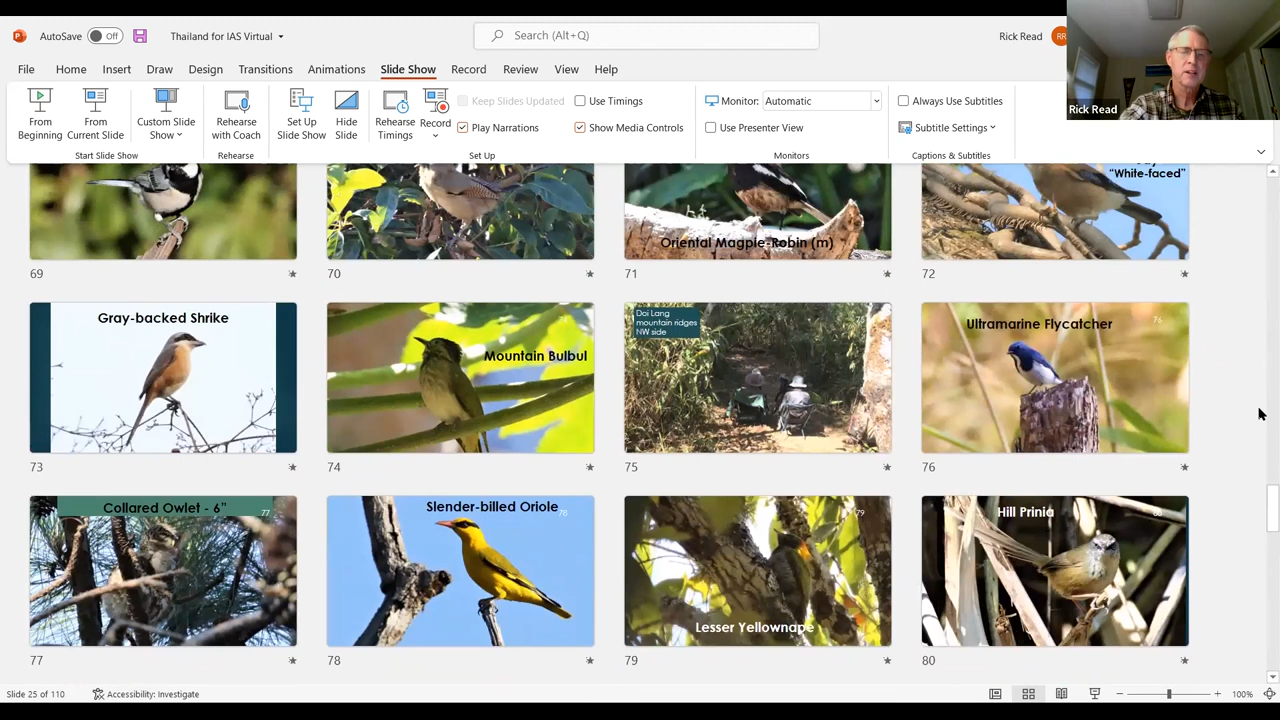 AutoSave Off Thailand for IAS Virtual Search (Alt+Q) Rick Read RR
File Home Insert Draw Design Transitions Animations Slide Show Record Review View Help
Rick Read
From Beginning
From Current Slide
Custom Slide Show
Start Slide Show
Rehearse with Coach
Rehearse
Set Up Slide Show
Hide Slide
Rehearse Timings
Record
Keep Slides Updated
Play Narrations
Use Timings
Show Media Controls
Set Up
Monitor: Automatic
Use Presenter View
Monitors
Always Use Subtitles
Subtitle Settings
Captions & Subtitles
Oriental Magpie-Robin (m)
"White-faced"
69 70 71 72
Gray-backed Shrike
Mountain Bulbul
Doi Lang
mountain ridges
NW side
75
Ultramarine Flycatcher
76
73 74 75 76
Collared Owlet - 6"
77
Slender-billed Oriole
78
79
Lesser Yellownape
Hill Prinia
77 78 79 80
Slide 25 of 110 Accessibility: Investigate 100%